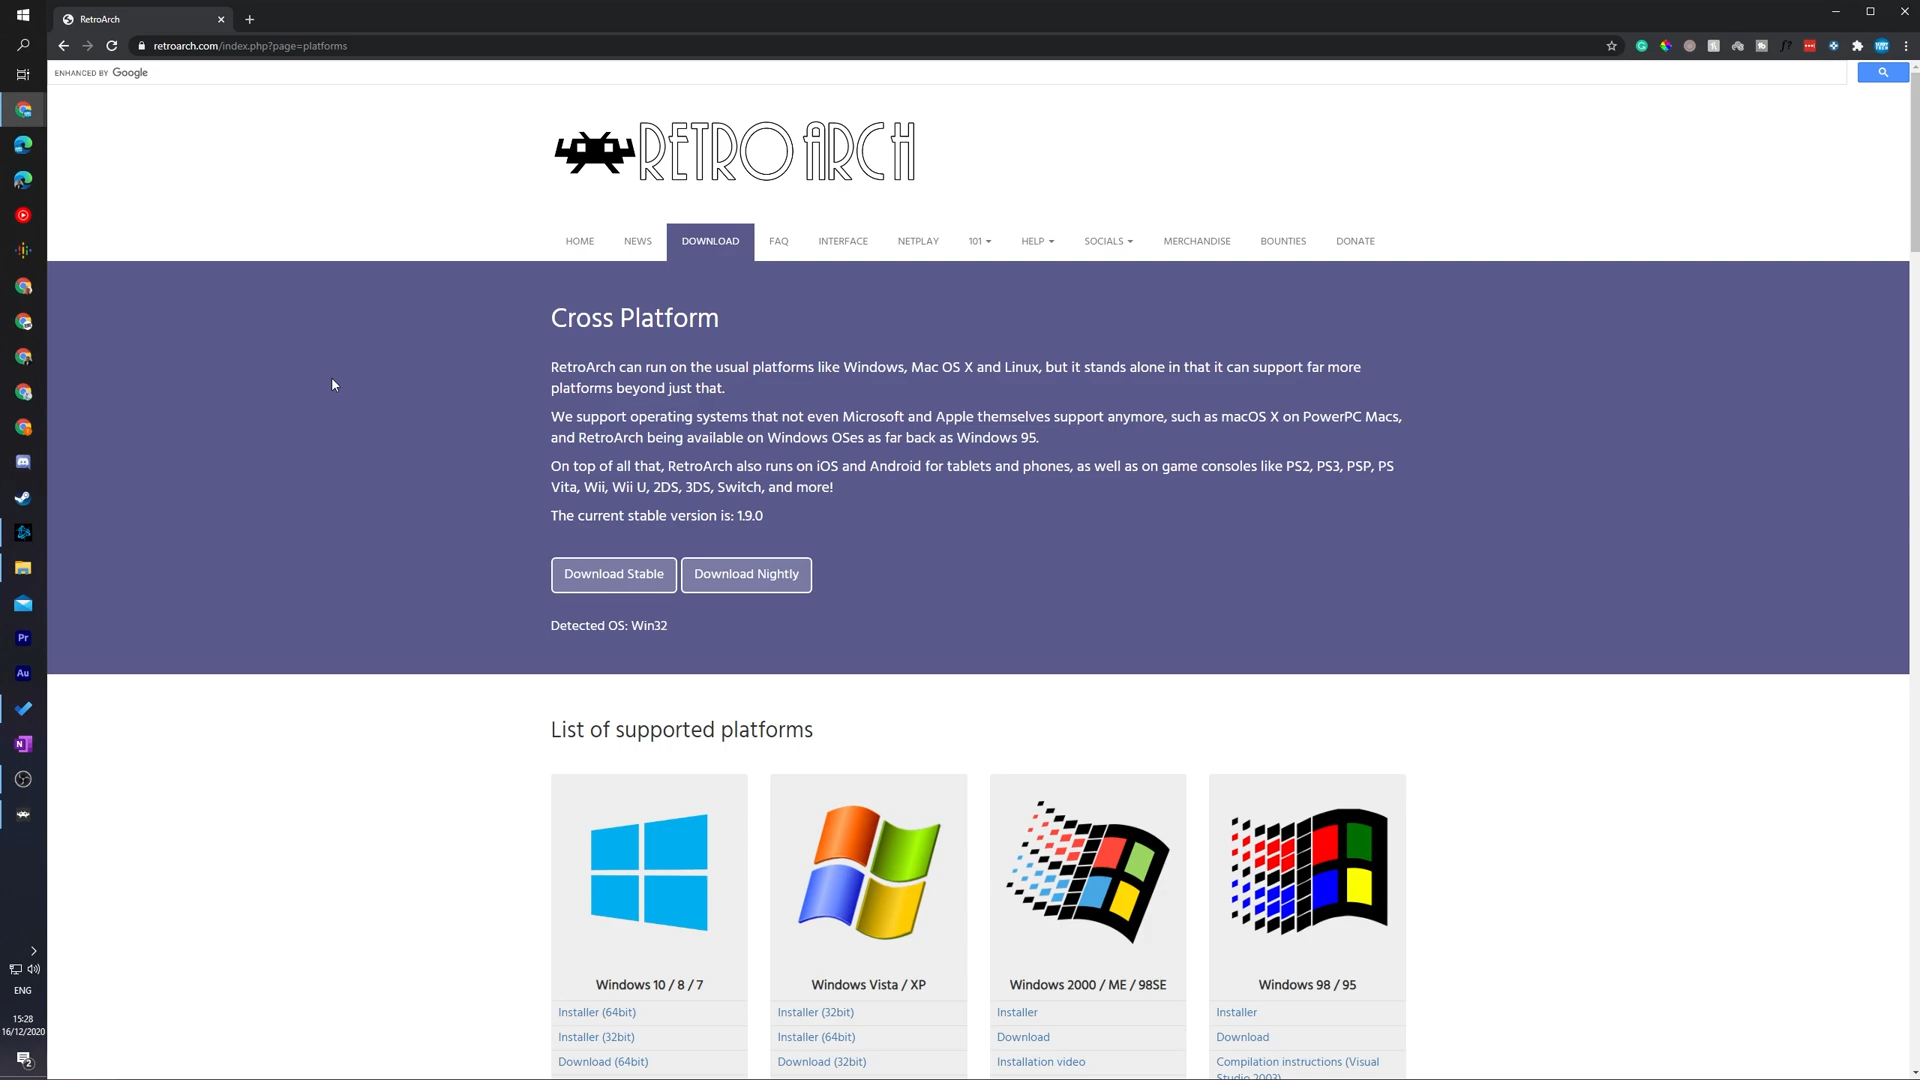 RetroArch
retroarch.com/index.php?page=platforms
ENHANCED BY Google
RETROARCH
HOME NEWS DOWNLOAD FAQ INTERFACE NETPLAY 101 HELP SOCIALS MERCHANDISE BOUNTIES DONATE
Cross Platform
RetroArch can run on the usual platforms like Windows, Mac OS X and Linux, but it stands alone in that it can support far more
platforms beyond just that.
We support operating systems that not even Microsoft and Apple themselves support anymore, such as macOS X on PowerPC Macs,
and RetroArch being available on Windows OSes as far back as Windows 95.
On top of all that, RetroArch also runs on iOS and Android for tablets and phones, as well as on game consoles like PS2, PS3, PSP, PS
Vita, Wii, Wii U, 2DS, 3DS, Switch, and more!
The current stable version is: 1.9.0
Download Stable Download Nightly
Detected OS: Win32
List of supported platforms
Windows 10 / 8 / 7
Installer (64bit)
Installer (32bit)
Download (64bit)
Windows Vista / XP
Installer (32bit)
Installer (64bit)
Download (32bit)
Windows 2000 / ME / 98SE
Installer
Download
Installation video
Windows 98 / 95
Installer
Download
Compilation instructions (Visual
Studio 2003)
Pr
Au
N
ENG
15:28
16/12/2020
2